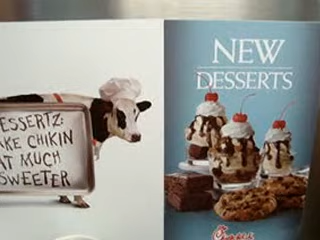 ESSERTZ:
AKE CHIKIN
AT MUCH
SWEETER
NEW
DESSERTS